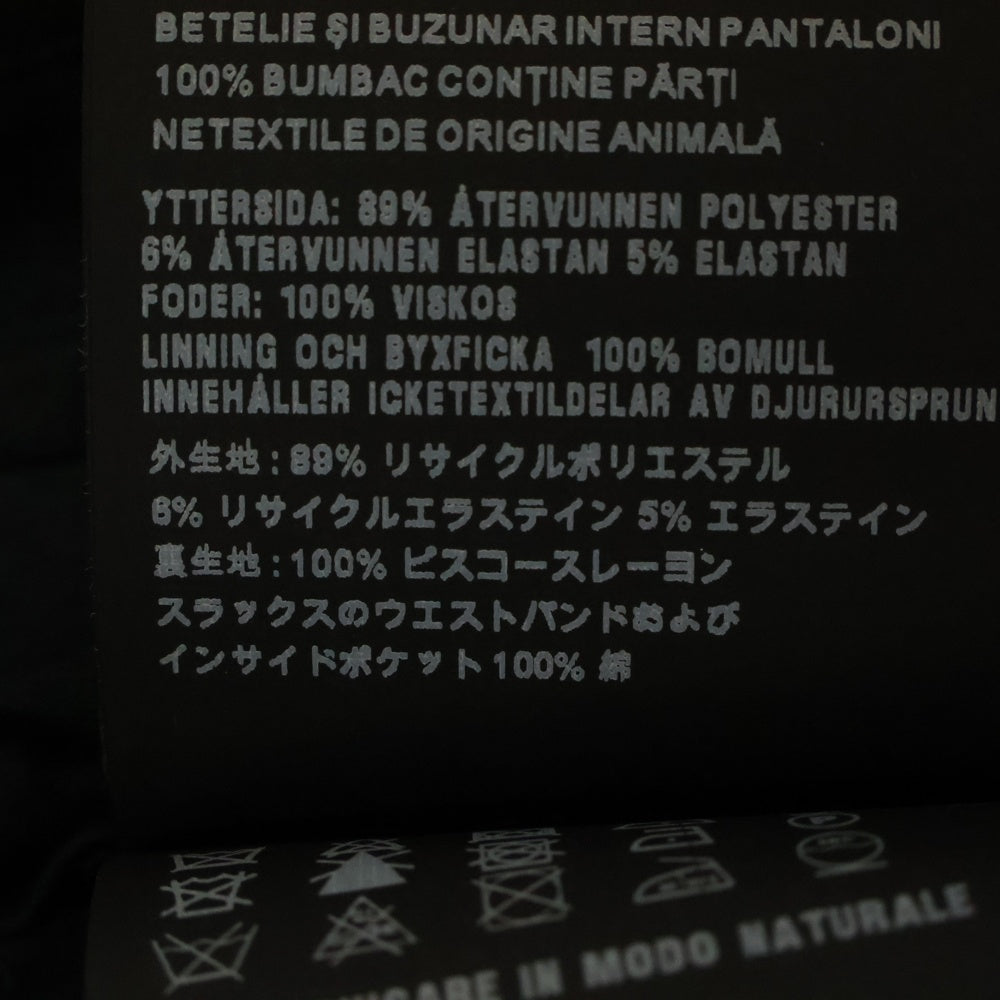 BETELIE ȘI BUZUNAR INTERN PANTALONI
100% BUMBAC CONȚINE PĂRȚI
NETEXTILE DE ORIGINE ANIMALĂ
YTTERSIDA: 89% ÅTERVUNNEN POLYESTER
6% ÅTERVUNNEN ELASTAN 5% ELASTAN
FODER: 100% VISKOS
LINNING OCH BYXFICKA 100% BOMULL
INNEHÅLLER ICKETEXTILDELAR AV DJURURSPRUN
外生地:89% リサイクルポリエステル
6% リサイクルエラステイン 5% エラステイン
裏生地:100% ビスコースレーヨン
スラックスのウエストバンドおよび
インサイドポケット100% 綿
IN MODO NATURALE